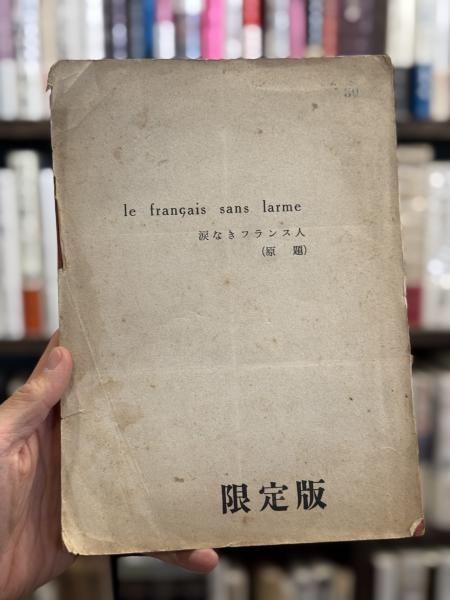 le français sans larme
涙なきフランス人
(原　題)
限定版